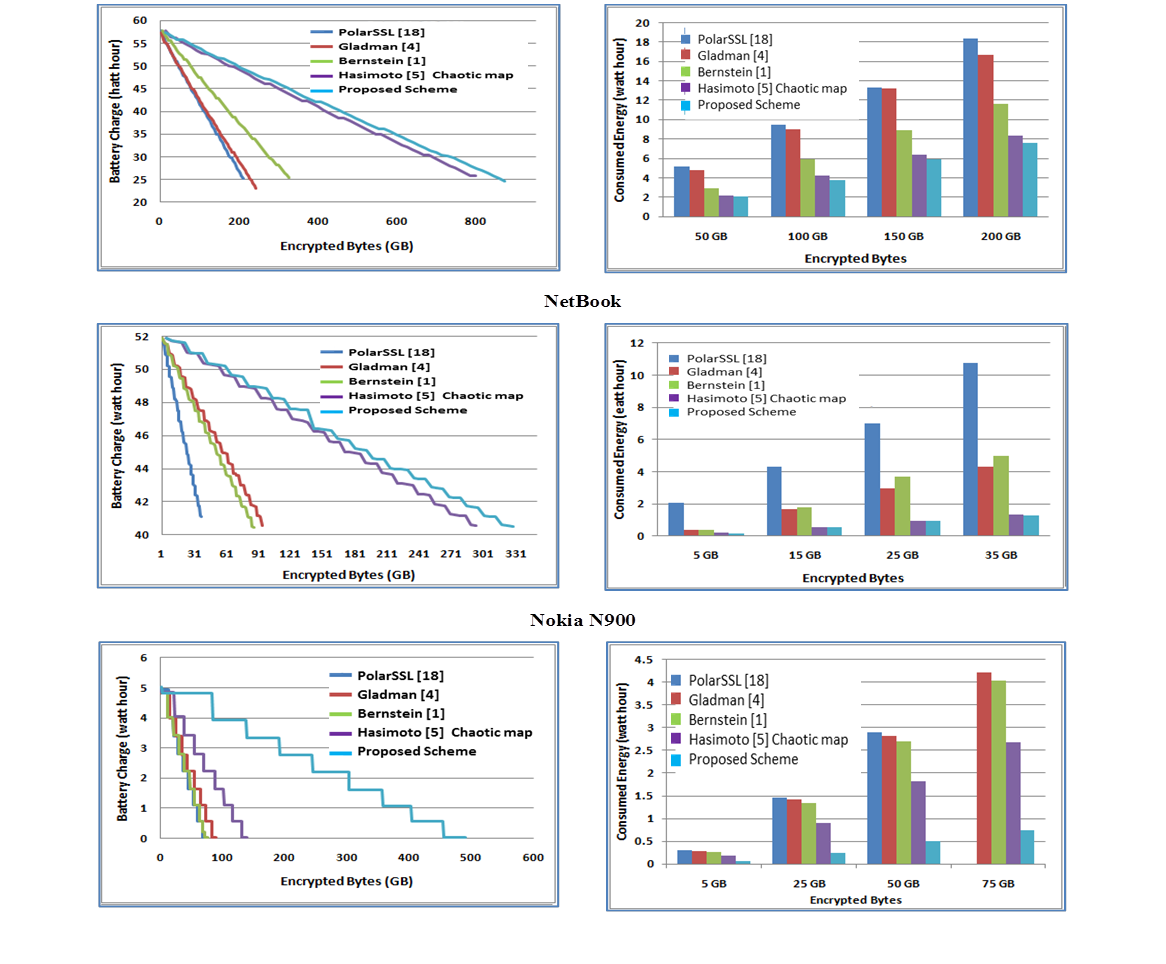 Battery Charge (hatt hour)
60
55
50
45
40
35
30
25
20
PolarSSL [18]
Gladman [4]
Bernstein [1]
Hasimoto [5] Chaotic map
Proposed Scheme
0 200 400 600 800
Encrypted Bytes (GB)
Consumed Energy (watt hour)
20
18
16
14
12
10
8
6
4
2
0
PolarSSL [18]
Gladman [4]
Bernstein [1]
Hasimoto [5] Chaotic map
Proposed Scheme
50 GB 100 GB 150 GB 200 GB
Encrypted Bytes
NetBook
Battery Charge (watt hour)
52
50
48
46
44
42
40
PolarSSL [18]
Gladman [4]
Bernstein [1]
Hasimoto [5] Chaotic map
Proposed Scheme
1 31 61 91 121 151 181 211 241 271 301 331
Encrypted Bytes (GB)
Consumed Energy (eatt hour)
12
10
8
6
4
2
0
PolarSSL [18]
Gladman [4]
Bernstein [1]
Hasimoto [5] Chaotic map
Proposed Scheme
5 GB 15 GB 25 GB 35 GB
Encrypted Bytes
Nokia N900
Battery Charge (watt hour)
6
5
4
3
2
1
0
PolarSSL [18]
Gladman [4]
Bernstein [1]
Hasimoto [5] Chaotic map
Proposed Scheme
0 100 200 300 400 500 600
Encrypted Bytes (GB)
Consumed Energy (watt hour)
4.5
4
3.5
3
2.5
2
1.5
1
0.5
0
PolarSSL [18]
Gladman [4]
Bernstein [1]
Hasimoto [5] Chaotic map
Proposed Scheme
5 GB 25 GB 50 GB 75 GB
Encrypted Bytes